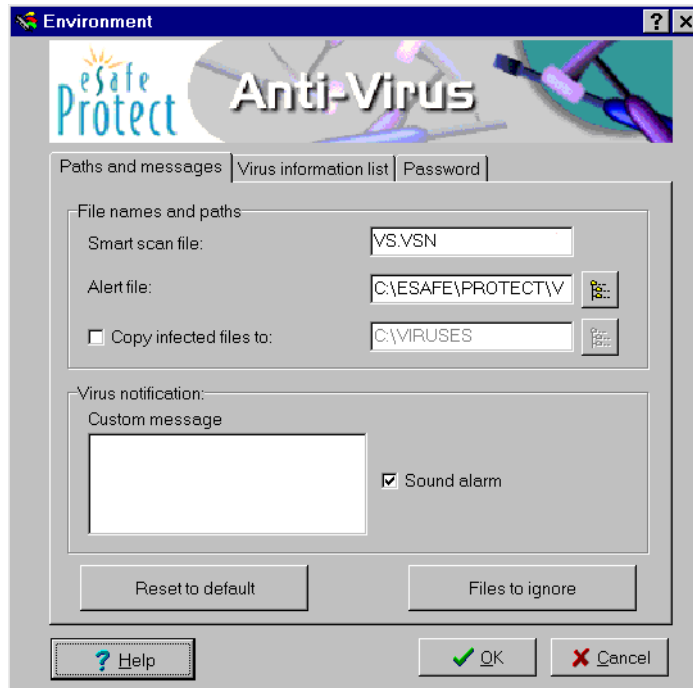 Environment
eSafe
Protect
Anti-Virus
Paths and messages Virus information list Password
File names and paths
Smart scan file: VS.VSN
Alert file: C:\ESAFE\PROTECT\V
Copy infected files to: C:\VIRUSES
Virus notification:
Custom message
Sound alarm
Reset to default Files to ignore
? Help OK Cancel